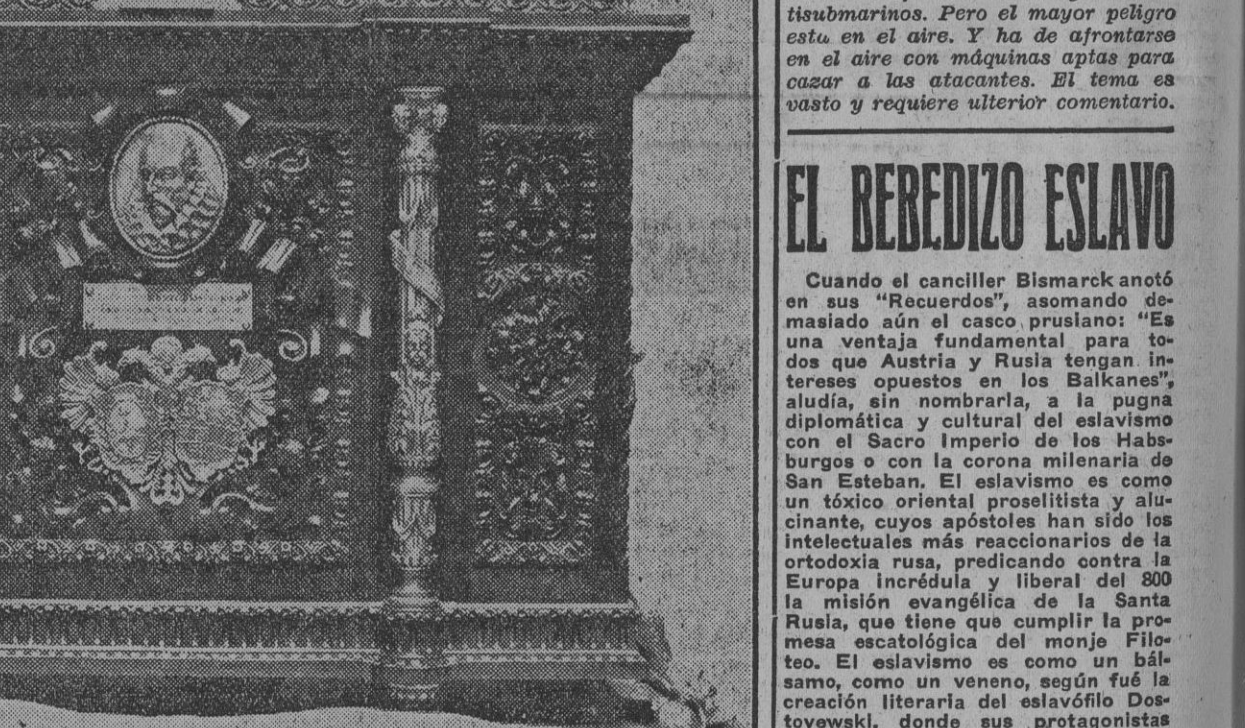 tisubmarinos. Pero el mayor peligro
esta en el aire. Y ha de afrontarse
en el aire con máquinas aptas para
cazar a las atacantes. El tema es
vasto y requiere ulterior comentario.
EL BEBEDIZO ESLAVO
Cuando el canciller Bismarck anotó
en sus "Recuerdos", asomando de-
masiado aún el casco prusiano: "Es
una ventaja fundamental para to-
dos que Austria y Rusia tengan in-
tereses opuestos en los Balkanes",
aludía, sin nombrarla, a la pugna
diplomática y cultural del eslavismo
con el Sacro Imperio de los Habs-
burgos o con la corona milenaria de
San Esteban. El eslavismo es como
un tóxico oriental proselitista y alu-
cinante, cuyos apóstoles han sido los
intelectuales más reaccionarios de la
ortodoxia rusa, predicando contra la
Europa incrédula y liberal del 800
la misión evangélica de la Santa
Rusia, que tiene que cumplir la pro-
mesa escatológica del monje Filo-
teo. El eslavismo es como un bál-
samo, como un veneno, según fué la
creación literaria del eslavófilo Dos-
toyewski, donde sus protagonistas